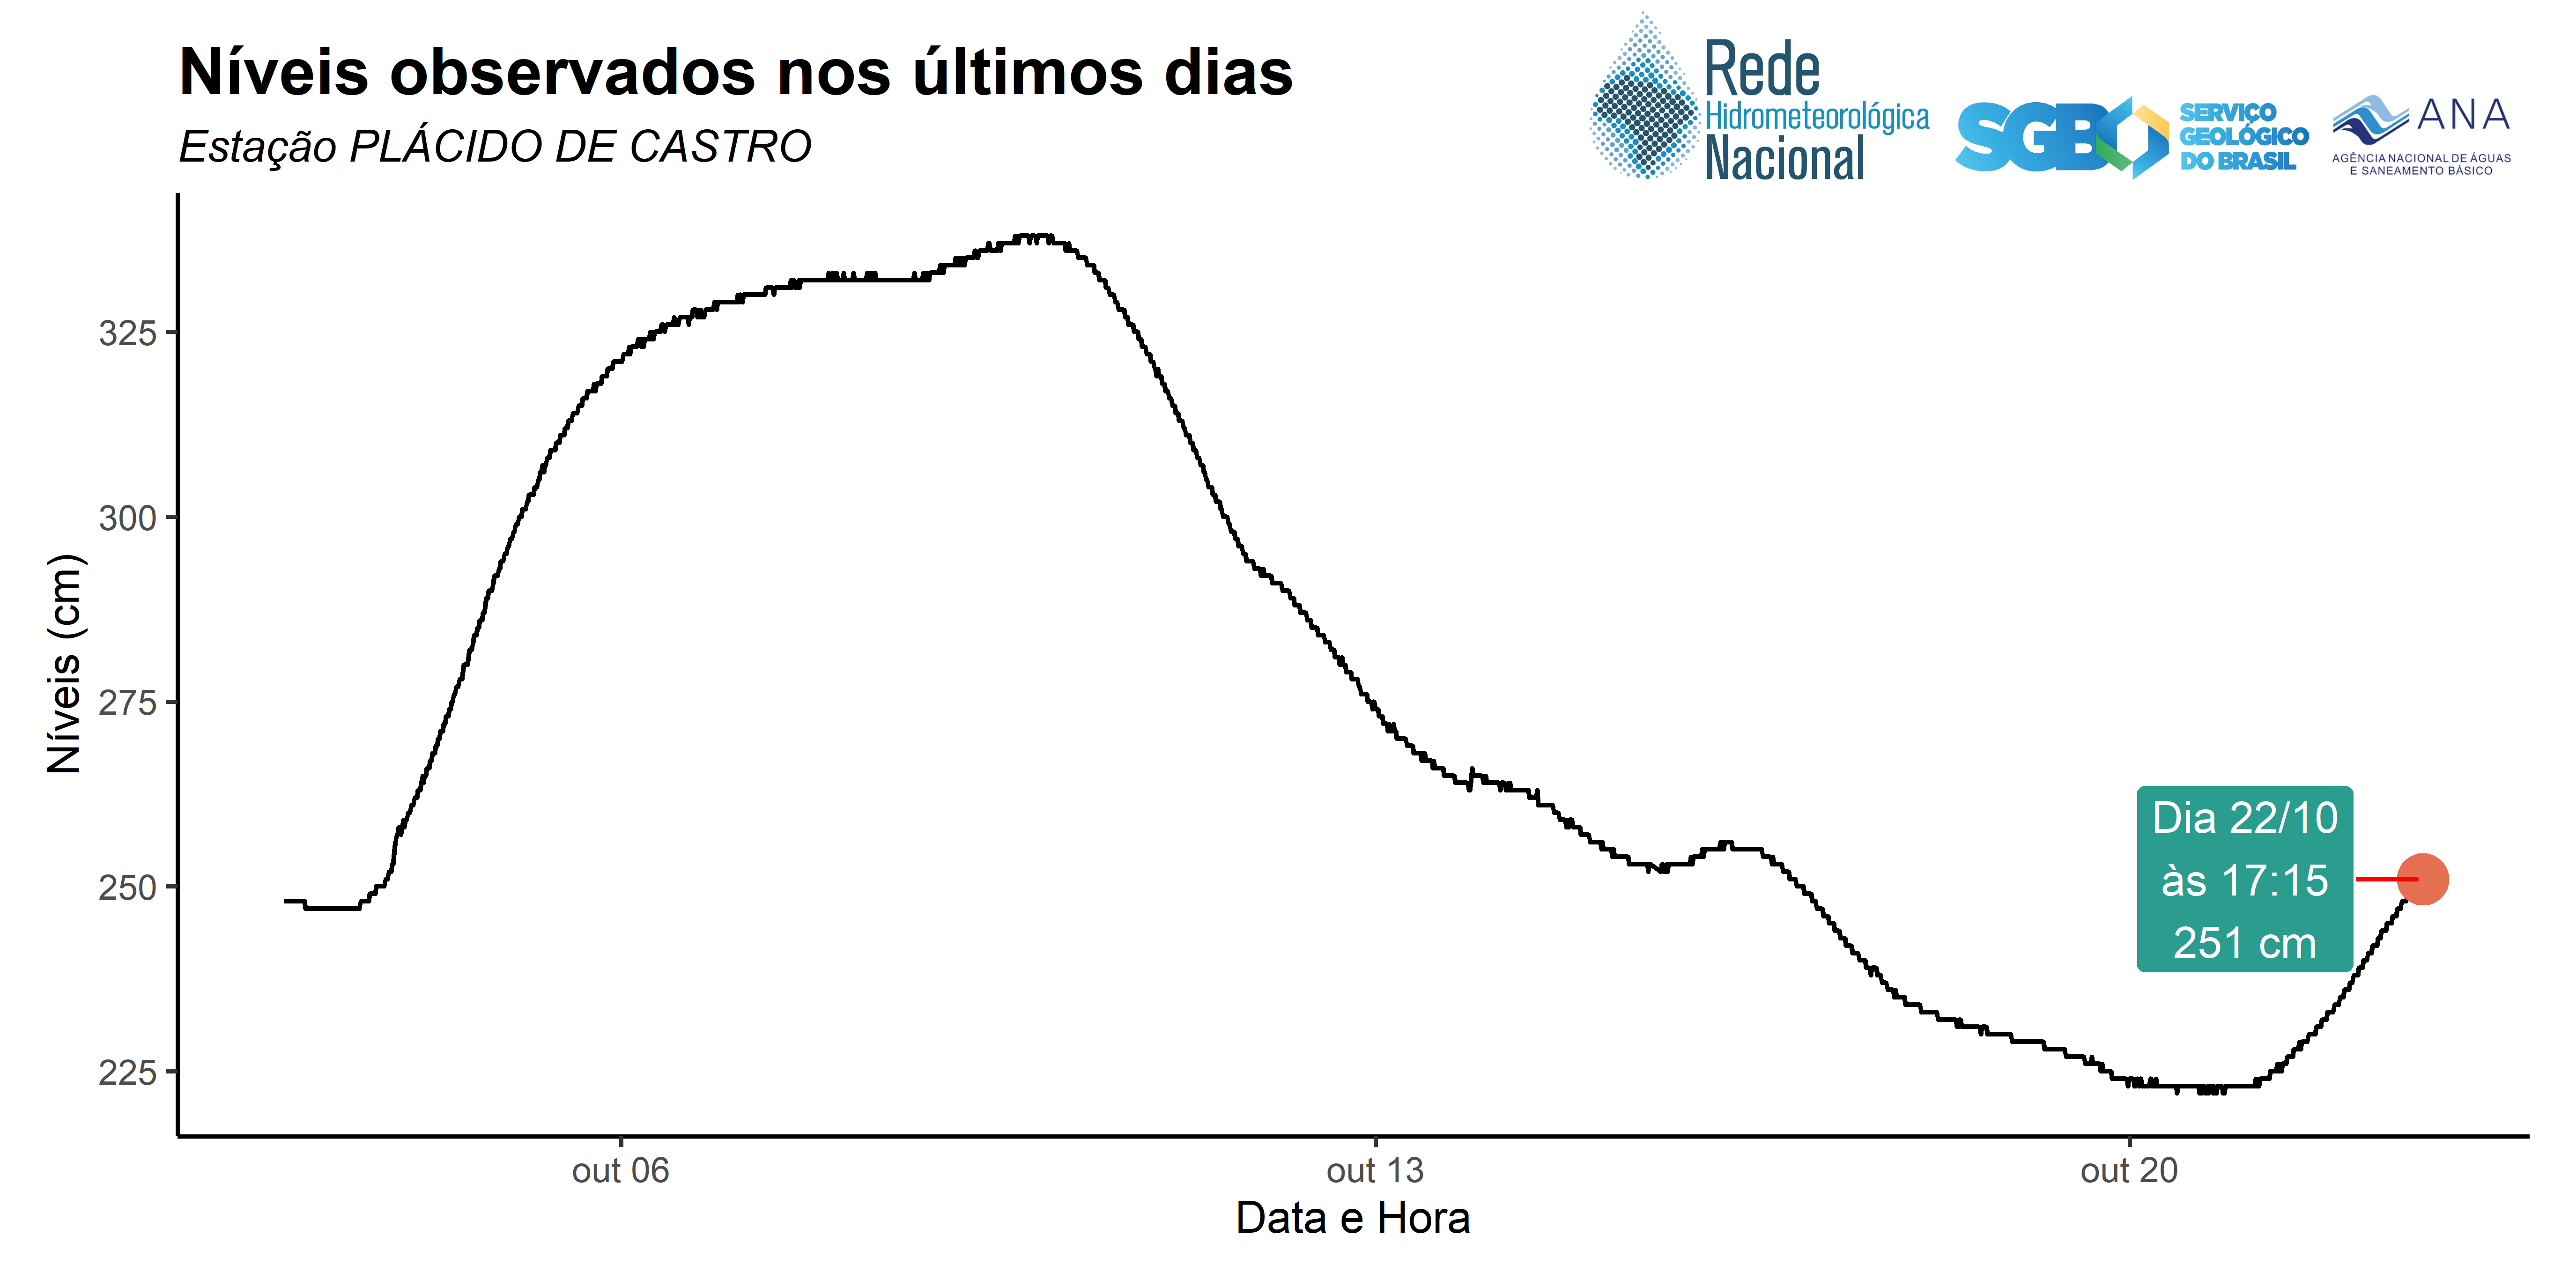 Níveis observados nos últimos dias
Estação PLÁCIDO DE CASTRO
Rede
Hidrometeorológica
Nacional
SGB
SERVIÇO
GEOLÓGICO
DO BRASIL
ANA
AGÊNCIA NACIONAL DE ÁGUAS
E SANEAMENTO BÁSICO
Níveis (cm)
325
300
275
250
225
Dia 22/10
às 17:15
251 cm
out 06
out 13
out 20
Data e Hora